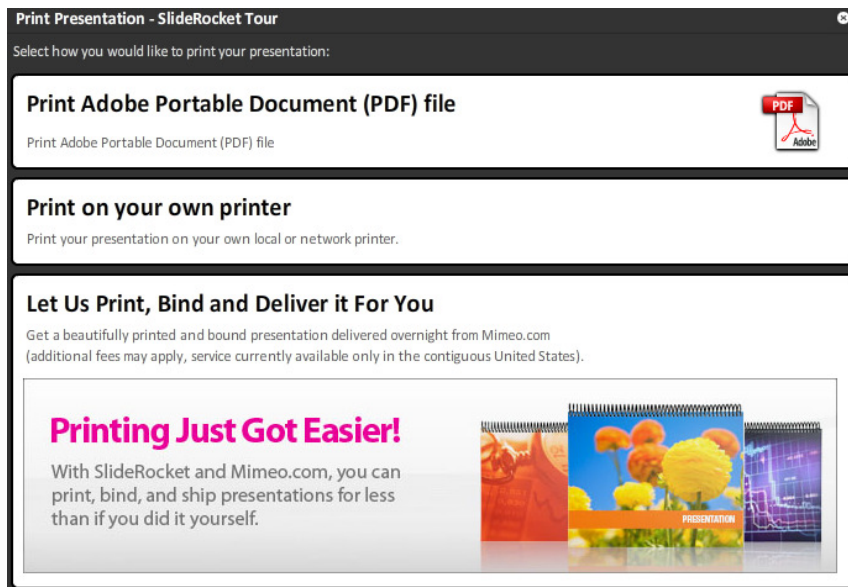 Print Presentation - SlideRocket Tour
Select how you would like to print your presentation:
Print Adobe Portable Document (PDF) file
PDF
Adobe
Print Adobe Portable Document (PDF) file
Print on your own printer
Print your presentation on your own local or network printer.
Let Us Print, Bind and Deliver it For You
Get a beautifully printed and bound presentation delivered overnight from Mimeo.com
(additional fees may apply, service currently available only in the contiguous United States).
Printing Just Got Easier!
With SlideRocket and Mimeo.com, you can
print, bind, and ship presentations for less
than if you did it yourself.
PRESENTATION